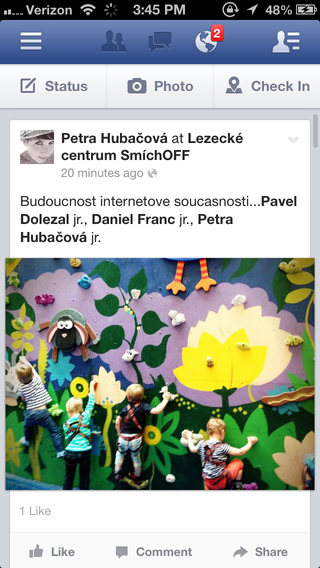 Verizon 3:45 PM 48%
2
Status Photo Check In
Petra Hubačová at Lezecké
centrum SmíchOFF
20 minutes ago
Budoucnost internetove soucasnosti...Pavel
Dolezal jr., Daniel Franc jr., Petra
Hubačová jr.
1 Like
Like Comment Share